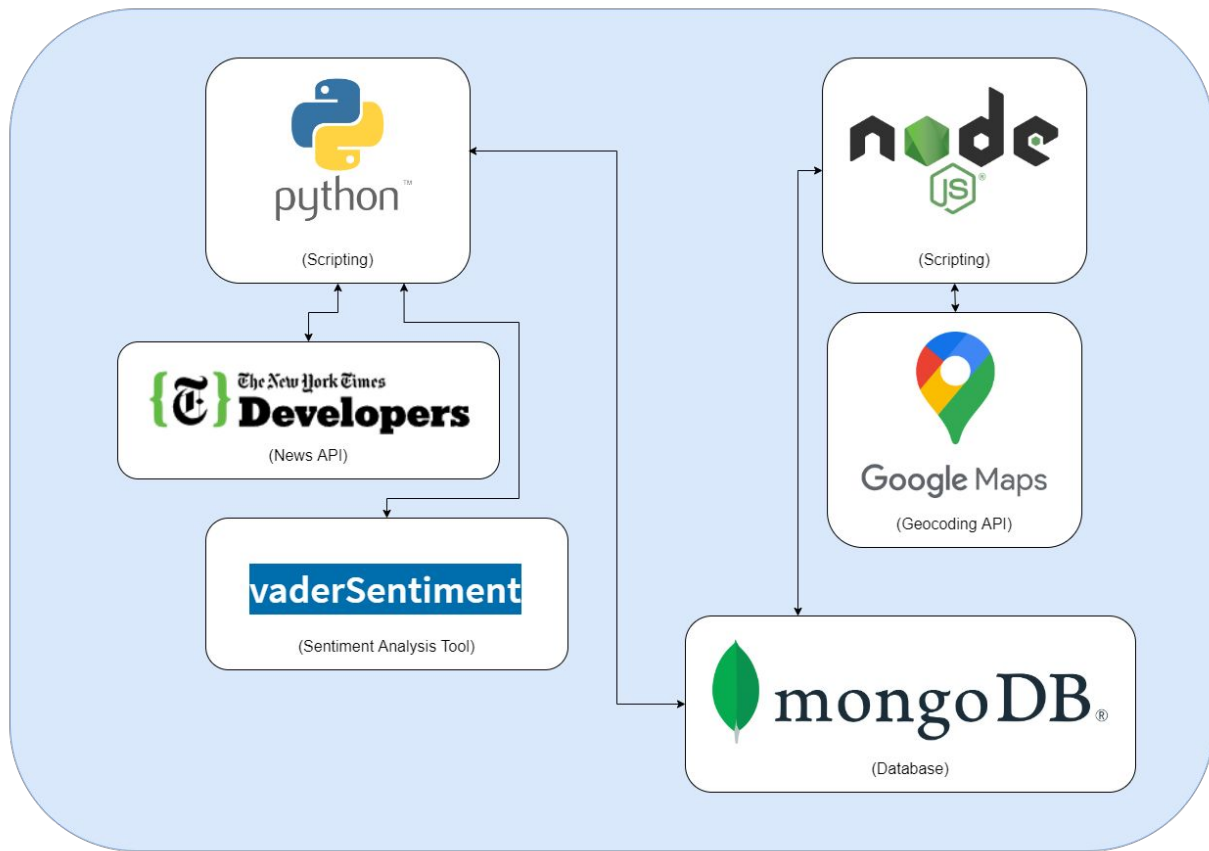 python™
(Scripting)
node
JS®
(Scripting)
{T} The New York Times
Developers
(News API)
Google Maps
(Geocoding API)
vaderSentiment
(Sentiment Analysis Tool)
mongoDB®
(Database)